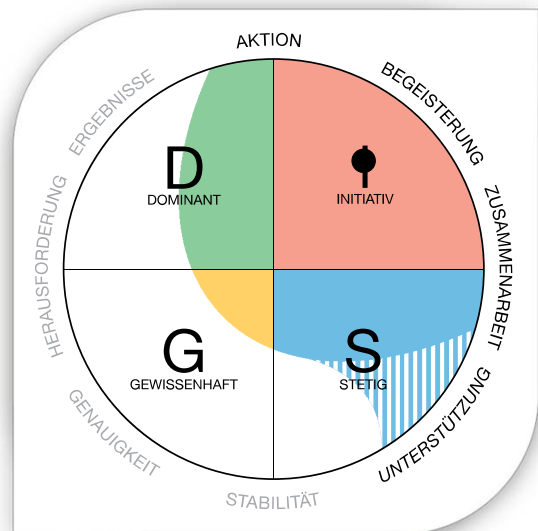 AKTION
ERGEBNISSE
BEGEISTERUNG
D
DOMINANT
I
INITIATIV
HERAUSFORDERUNG
ZUSAMMENARBEIT
G
GEWISSENHAFT
S
STETIG
GENAUIGKEIT
UNTERSTÜTZUNG
STABILITÄT